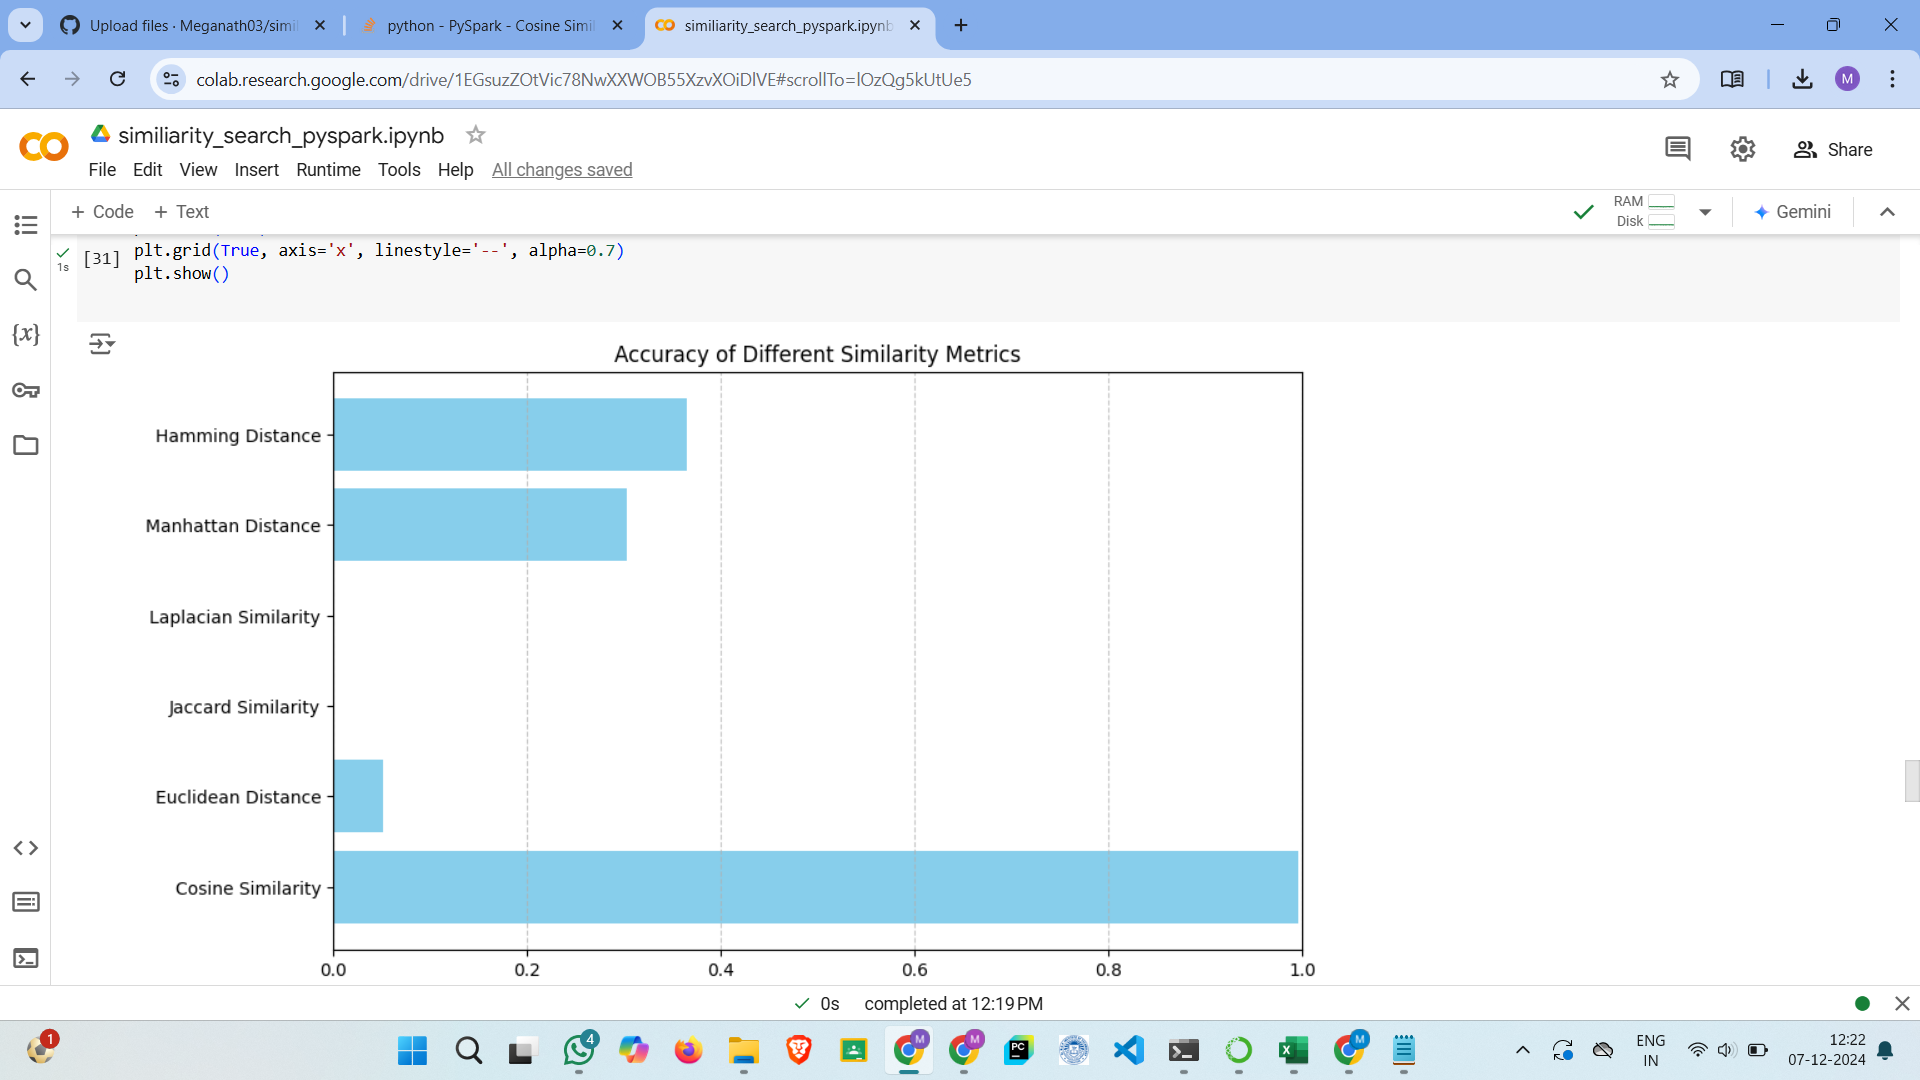 Upload files · Meganath03/simil
python - PySpark - Cosine Simil
similiarity_search_pyspark.ipynb
colab.research.google.com/drive/1EGsuzZOtVic78NwXXWOB55XzvXOiDlVE#scrollTo=lOzQg5kUtUe5
M
similiarity_search_pyspark.ipynb
File Edit View Insert Runtime Tools Help All changes saved
Share
+ Code + Text
RAM
Disk
Gemini
1s
[31]
plt.grid(True, axis='x', linestyle='--', alpha=0.7)
plt.show()
{x}
Accuracy of Different Similarity Metrics
Hamming Distance
Manhattan Distance
Laplacian Similarity
Jaccard Similarity
Euclidean Distance
Cosine Similarity
0.0 0.2 0.4 0.6 0.8 1.0
0s completed at 12:19 PM
1
4
M
M
PC
M
ENG
IN
12:22
07-12-2024